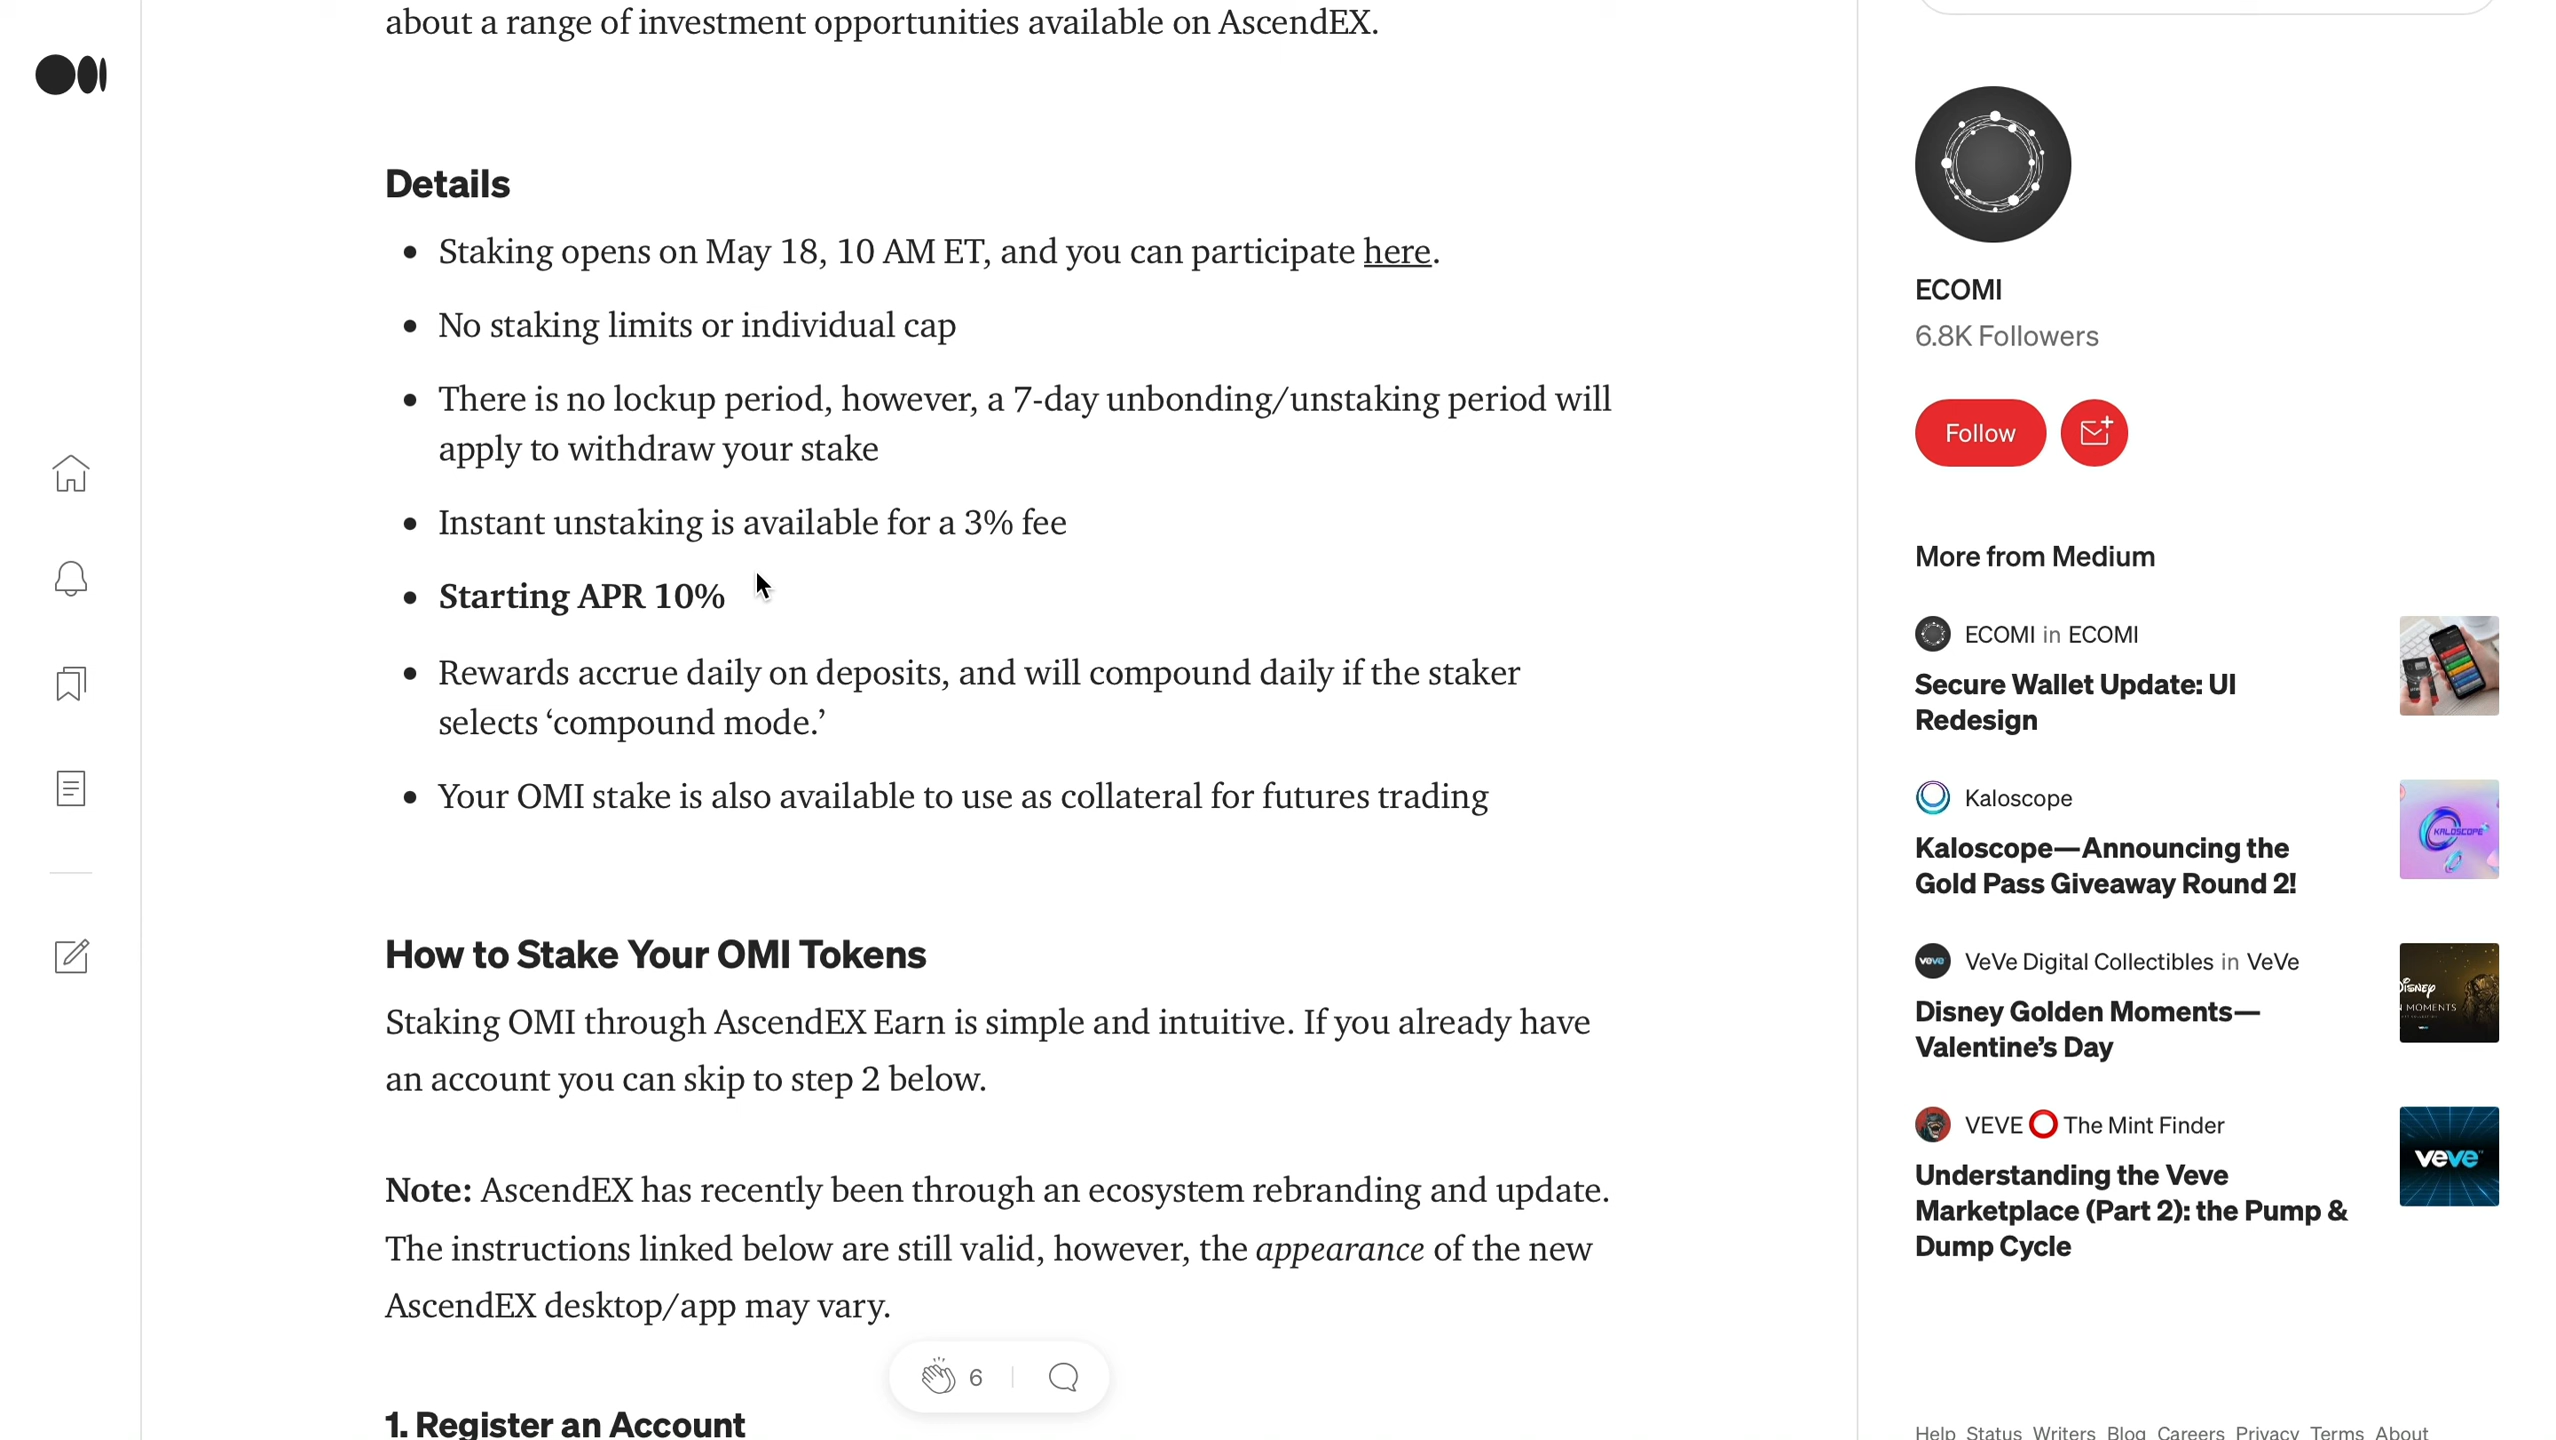 about a range of investment opportunities available on AscendEX.
Details
Staking opens on May 18, 10 AM ET, and you can participate here.
No staking limits or individual cap
There is no lockup period, however, a 7-day unbonding/unstaking period will
apply to withdraw your stake
Instant unstaking is available for a 3% fee
Starting APR 10%
Rewards accrue daily on deposits, and will compound daily if the staker
selects ‘compound mode.’
Your OMI stake is also available to use as collateral for futures trading
How to Stake Your OMI Tokens
Staking OMI through AscendEX Earn is simple and intuitive. If you already have
an account you can skip to step 2 below.
Note: AscendEX has recently been through an ecosystem rebranding and update.
The instructions linked below are still valid, however, the appearance of the new
AscendEX desktop/app may vary.
6
1. Register an Account
ECOMI
6.8K Followers
Follow
More from Medium
ECOMI in ECOMI
Secure Wallet Update: UI
Redesign
Kaloscope
Kaloscope—Announcing the
Gold Pass Giveaway Round 2!
KALOSCOPE
veve
VeVe Digital Collectibles in VeVe
Disney Golden Moments—
Valentine’s Day
Disney
MOMENTS
VEVE The Mint Finder
Understanding the Veve
Marketplace (Part 2): the Pump &
Dump Cycle
veve
Help Status Writers Blog Careers Privacy Terms About